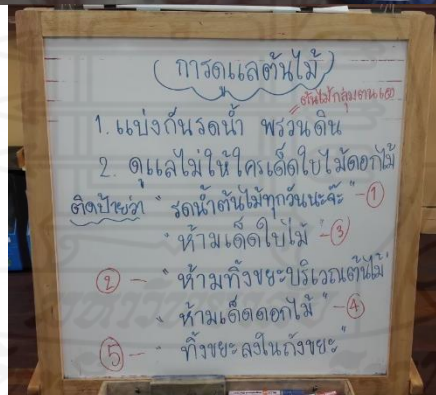 การดูแลต้นไม้
ต้นไม้กลุ่มตนเอง
1. แบ่งกันรดน้ำ พรวนดิน
2. ดูแลไม่ให้ใครเด็ดใบไม้ดอกไม้
ติดป้ายว่า " รดน้ำต้นไม้ทุกวันนะจ๊ะ" - ①
" ห้ามเด็ดใบไม้ " - ③
② - " ห้ามทิ้งขยะบริเวณต้นไม้"
" ห้ามเด็ดดอกไม้ " - ④
⑤ - " ทิ้งขยะลงในถังขยะ"